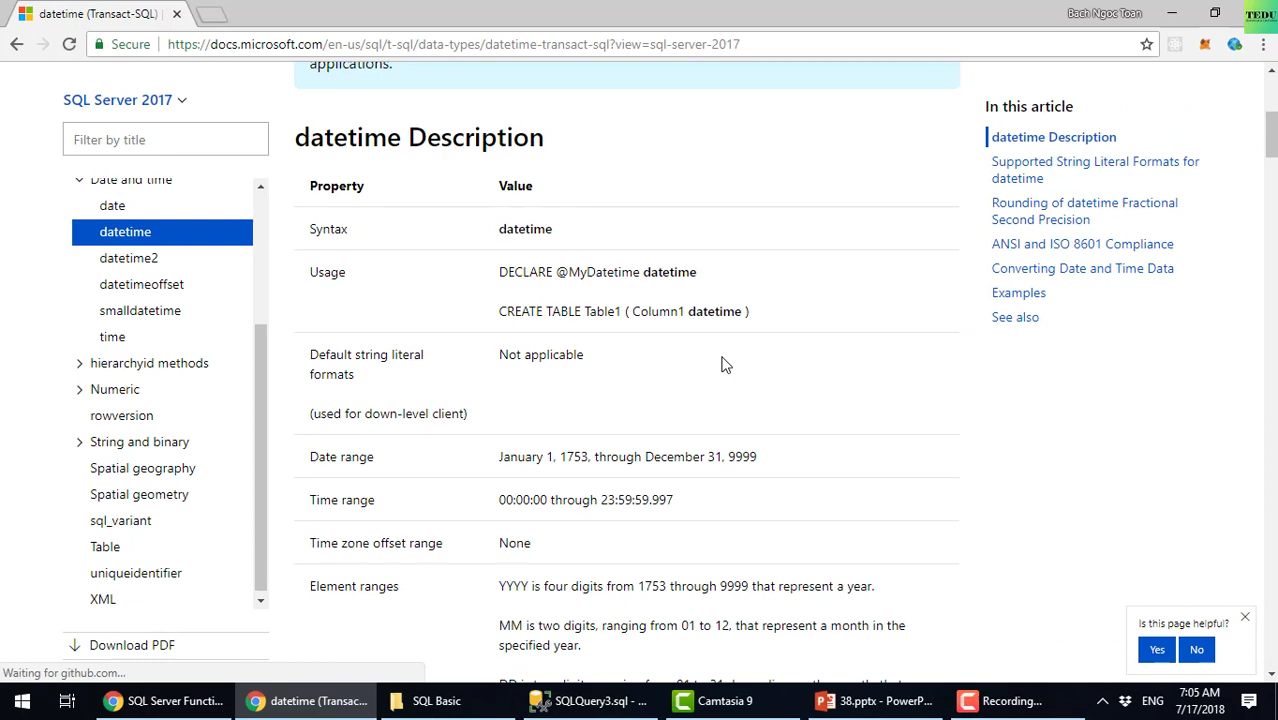 datetime (Transact-SQL)
Bach Ngoc Toan
TEDU
Secure
https://docs.microsoft.com/en-us/sql/t-sql/data-types/datetime-transact-sql?view=sql-server-2017
applications.
SQL Server 2017
Filter by title
Date and time
date
datetime
datetime2
datetimeoffset
smalldatetime
time
hierarchyid methods
Numeric
rowversion
String and binary
Spatial geography
Spatial geometry
sql_variant
Table
uniqueidentifier
XML
Download PDF
datetime Description
Property Value
Syntax datetime
Usage DECLARE @MyDatetime datetime
CREATE TABLE Table1 ( Column1 datetime )
Default string literal Not applicable
formats
(used for down-level client)
Date range January 1, 1753, through December 31, 9999
Time range 00:00:00 through 23:59:59.997
Time zone offset range None
Element ranges YYYY is four digits from 1753 through 9999 that represent a year.
MM is two digits, ranging from 01 to 12, that represent a month in the
specified year.
In this article
datetime Description
Supported String Literal Formats for
datetime
Rounding of datetime Fractional
Second Precision
ANSI and ISO 8601 Compliance
Converting Date and Time Data
Examples
See also
Is this page helpful?
Yes No
Waiting for github.com...
SQL Server Functi...
datetime (Transac...
SQL Basic
SQLQuery3.sql - ...
Camtasia 9
38.pptx - PowerP...
Recording...
ENG
7:05 AM
7/17/2018